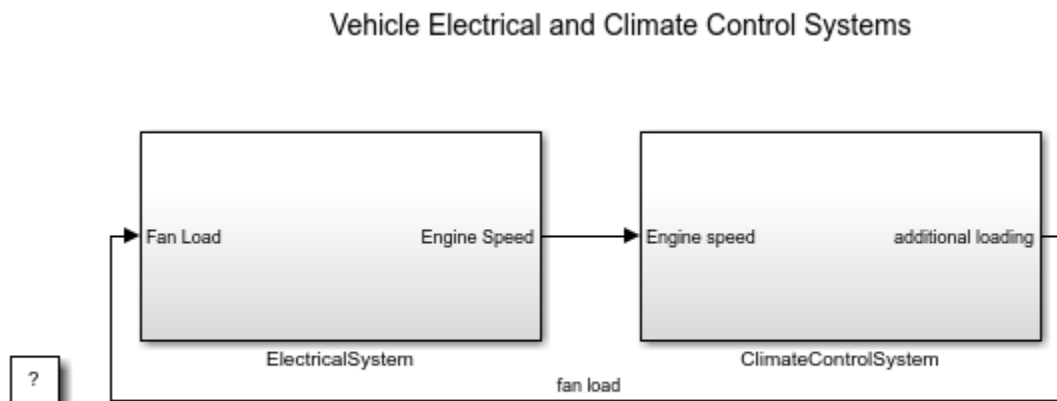 Vehicle Electrical and Climate Control Systems
Fan Load
Engine Speed
Engine speed
additional loading
ElectricalSystem
ClimateControlSystem
?
fan load